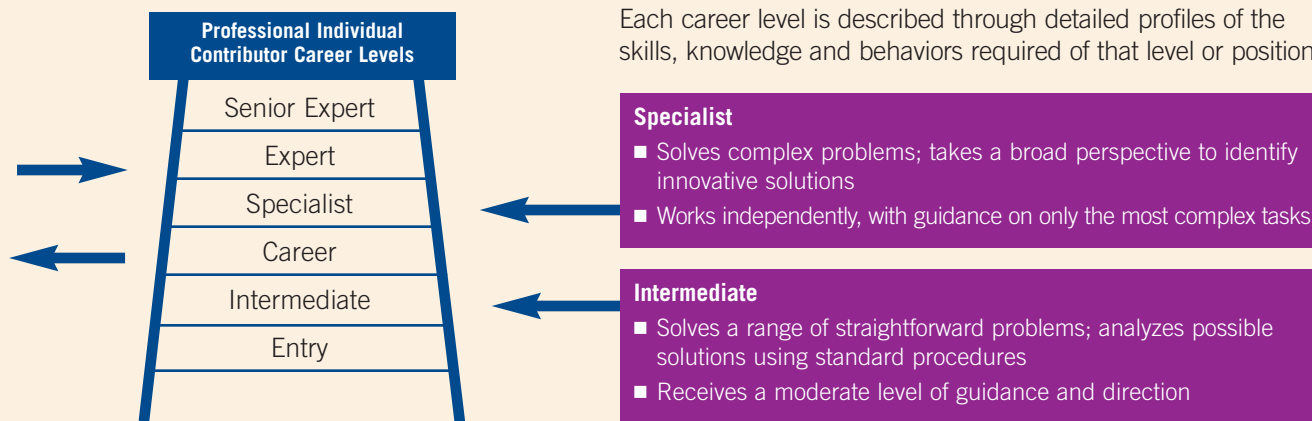 Professional Individual
Contributor Career Levels
Senior Expert
Expert
Specialist
Career
Intermediate
Entry
Each career level is described through detailed profiles of the
skills, knowledge and behaviors required of that level or position
Specialist
■ Solves complex problems; takes a broad perspective to identify
innovative solutions
■ Works independently, with guidance on only the most complex tasks
Intermediate
■ Solves a range of straightforward problems; analyzes possible
solutions using standard procedures
■ Receives a moderate level of guidance and direction